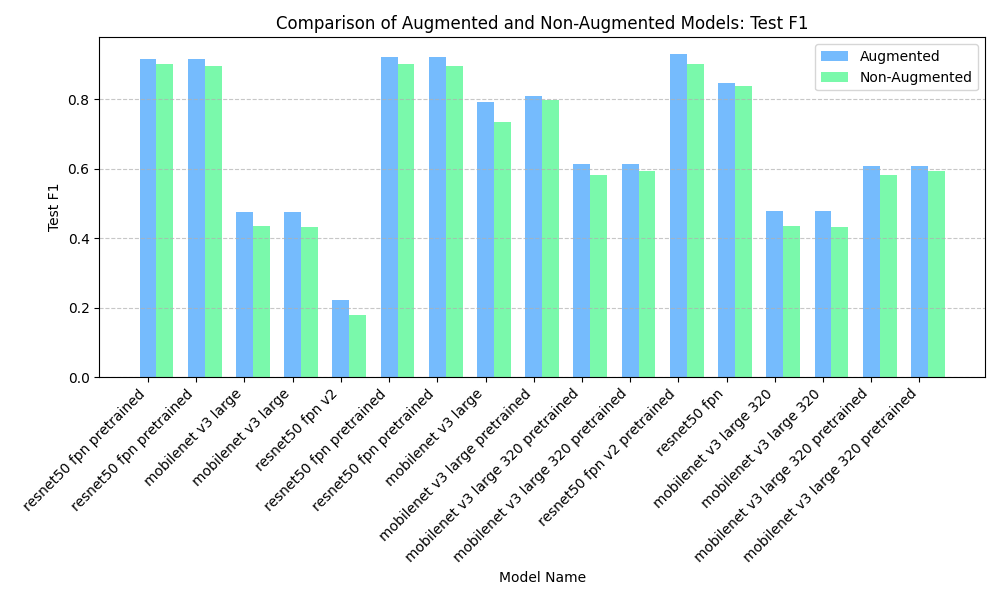 Comparison of Augmented and Non-Augmented Models: Test F1
Augmented
Non-Augmented
Test F1
0.8
0.6
0.4
0.2
0.0
resnet50 fpn pretrained
resnet50 fpn pretrained
mobilenet v3 large
mobilenet v3 large
resnet50 fpn v2
resnet50 fpn pretrained
resnet50 fpn pretrained
mobilenet v3 large
mobilenet v3 large pretrained
mobilenet v3 large 320 pretrained
mobilenet v3 large 320 pretrained
resnet50 fpn v2 pretrained
resnet50 fpn
mobilenet v3 large 320
mobilenet v3 large 320
mobilenet v3 large 320 pretrained
mobilenet v3 large 320 pretrained
Model Name